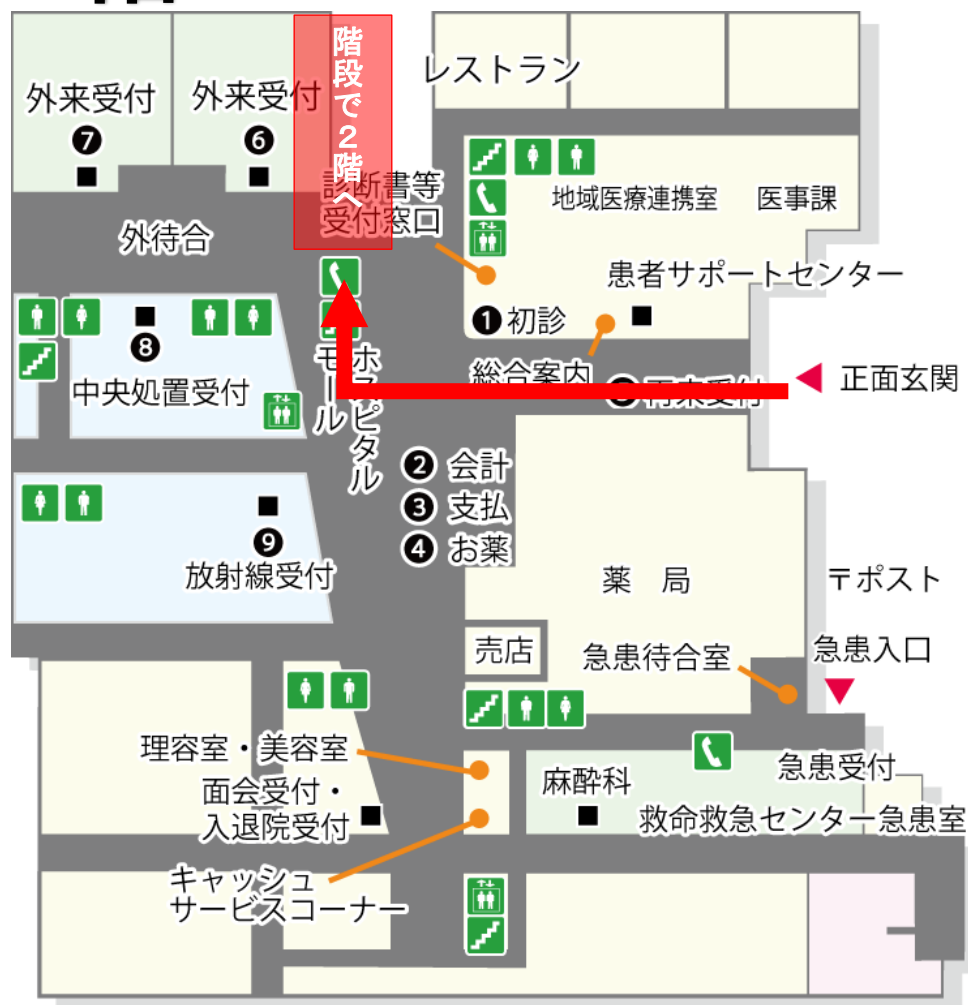 階段で２階へ
レストラン
外来受付
❼
外来受付
❻
診断書等
受付窓口
地域医療連携室
医事課
外待合
患者サポートセンター
❶初診
❽
中央処置受付
ホスピタル
モール
総合案内
再来受付
正面玄関
❷ 会計
❸ 支払
❹ お薬
❾
放射線受付
薬 局
〒ポスト
売店
急患待合室
急患入口
理容室・美容室
面会受付・
入退院受付
麻酔科
急患受付
救命救急センター急患室
キャッシュ
サービスコーナー